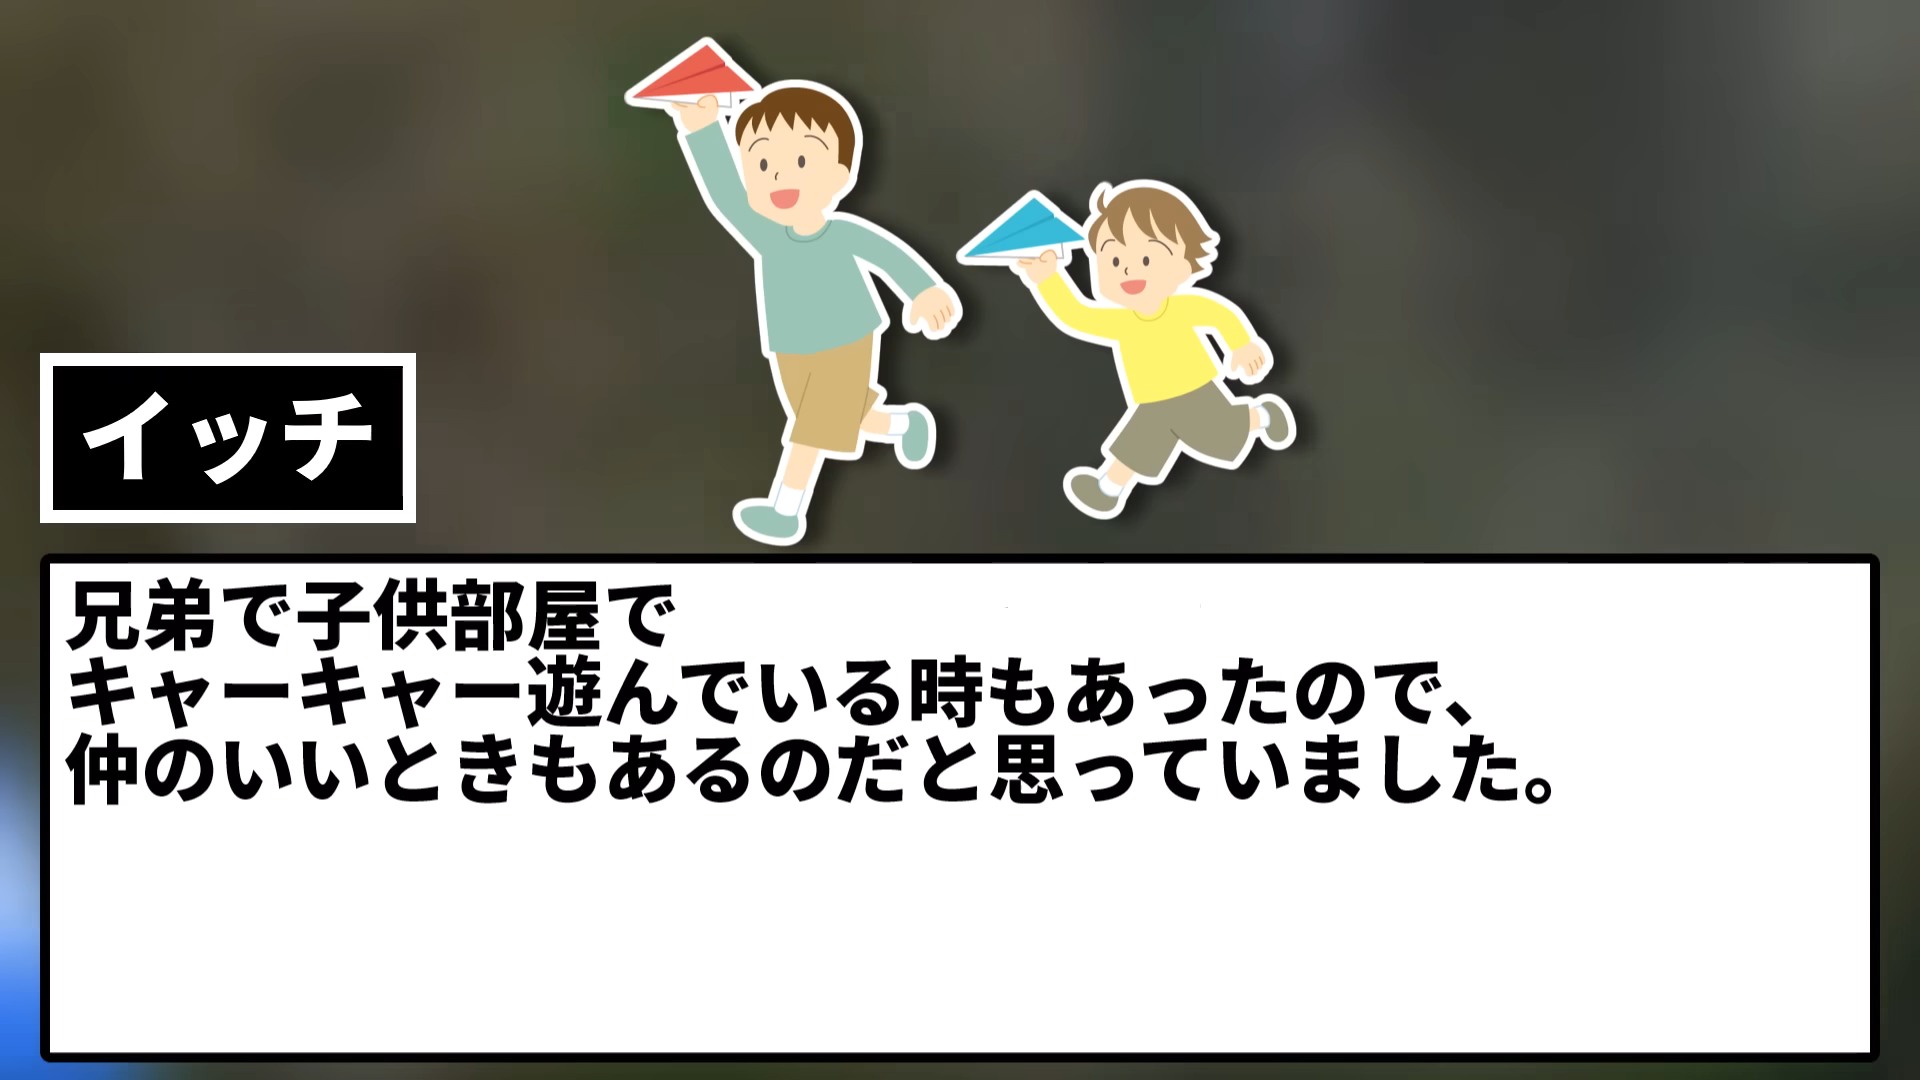 イッチ
兄弟で子供部屋で
キャーキャー遊んでいる時もあったので、
仲のいいときもあるのだと思っていました。